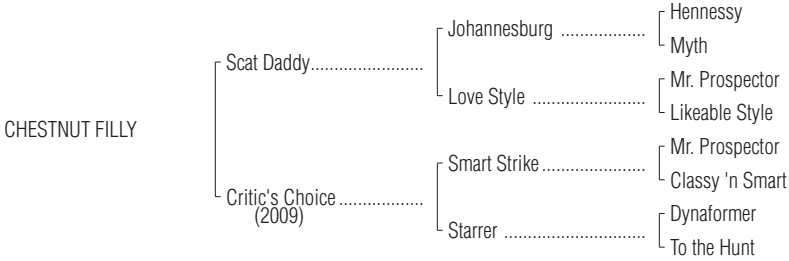 Hennessy
Johannesburg ...................
Myth
Scat Daddy.........................
Mr. Prospector
Love Style .........................
Likeable Style
CHESTNUT FILLY
Mr. Prospector
Smart Strike.......................
Classy 'n Smart
Critic's Choice ...................
(2009)
Dynaformer
Starrer ...............................
To the Hunt